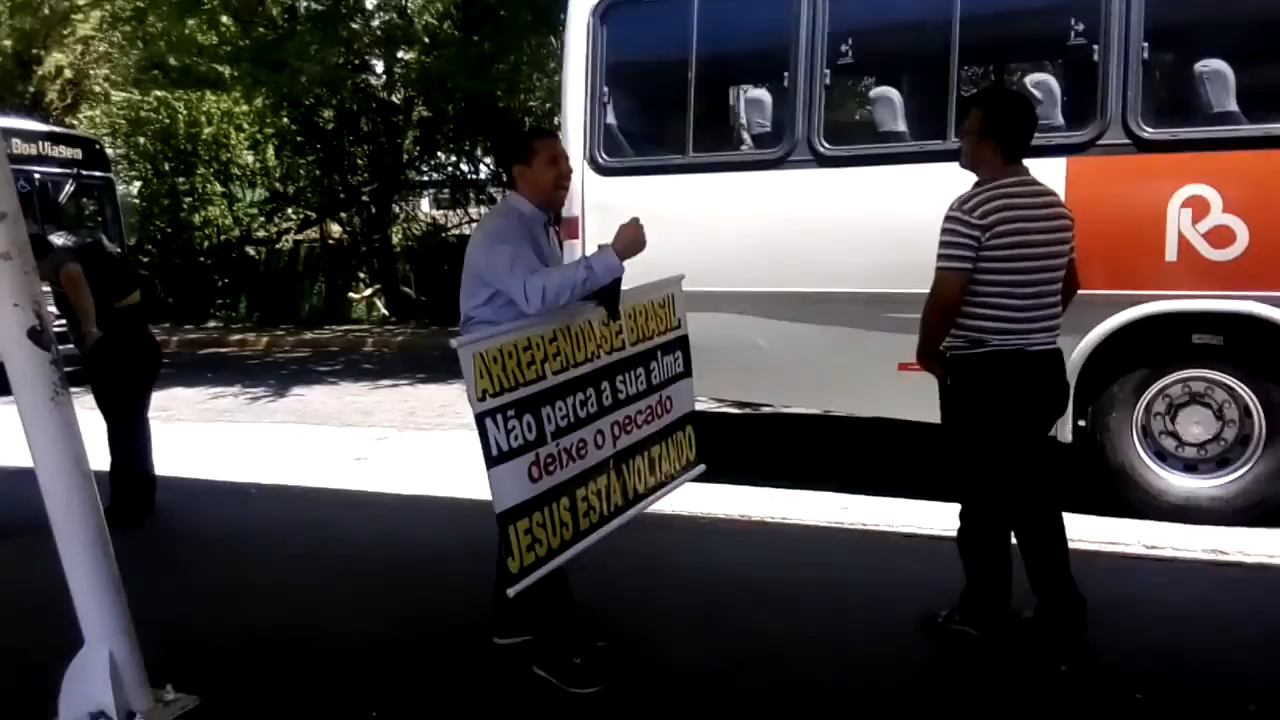 . Boa Viagem
ARREPENDA-SE BRASIL
Não perca a sua alma
deixe o pecado
JESUS ESTÁ VOLTANDO